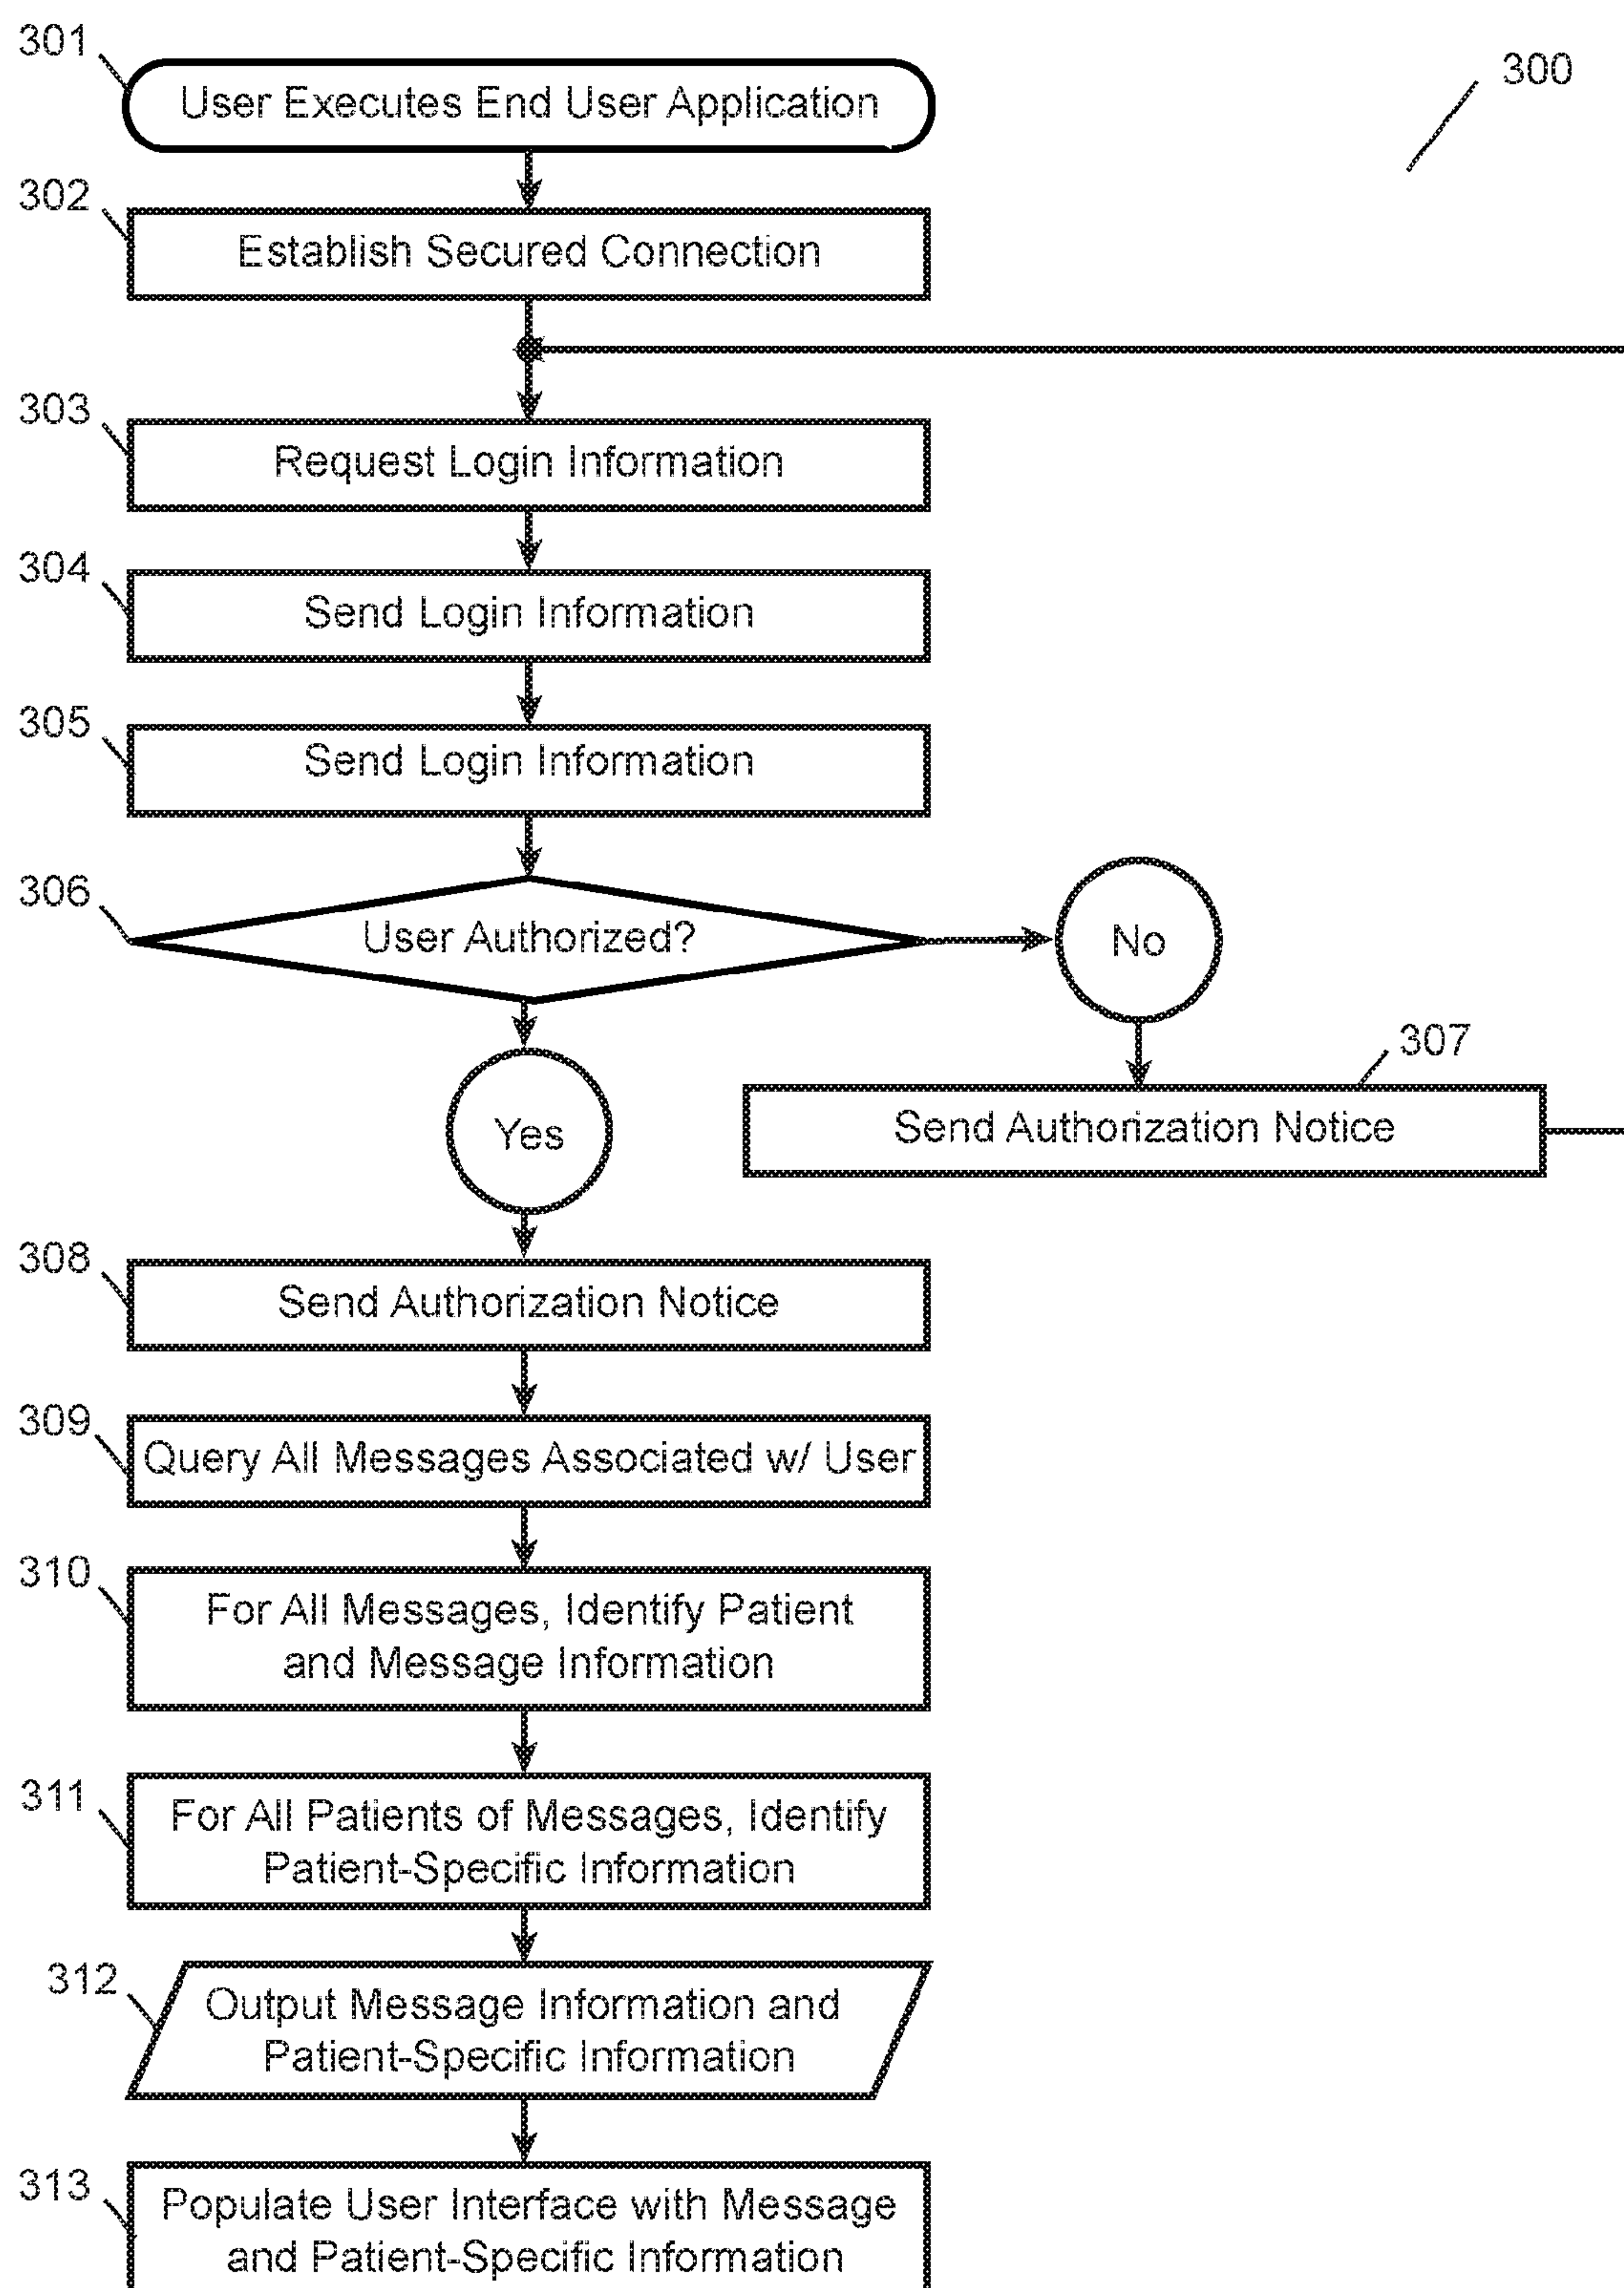 301
User Executes End User Application
300
302
Establish Secured Connection
303
Request Login Information
304
Send Login Information
305
Send Login Information
306
User Authorized?
No
307
Send Authorization Notice
Yes
308
Send Authorization Notice
309
Query All Messages Associated w/ User
310
For All Messages, Identify Patient
and Message Information
311
For All Patients of Messages, Identify
Patient-Specific Information
312
Output Message Information and
Patient-Specific Information
313
Populate User Interface with Message
and Patient-Specific Information